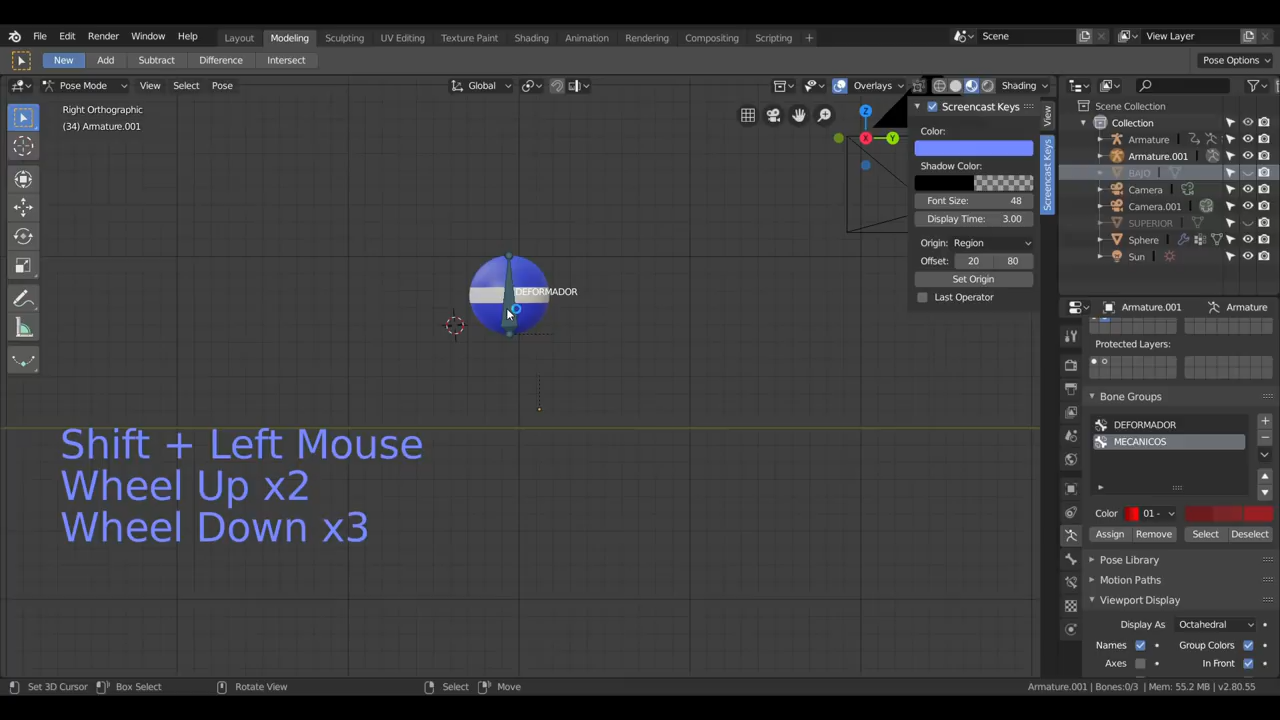 File Edit Render Window Help
Layout Modeling Sculpting UV Editing Texture Paint Shading Animation Rendering Compositing Scripting +
Scene
View Layer
New Add Subtract Difference Intersect
Pose Options
Pose Mode View Select Pose
Global
Overlays
Shading
Right Orthographic
(34) Armature.001
DEFORMADOR
Shift + Left Mouse
Wheel Up x2
Wheel Down x3
Z
X
Y
Screencast Keys
Color:
Shadow Color:
Font Size: 48
Display Time: 3.00
Origin: Region
Offset: 20 80
Set Origin
Last Operator
View
Screencast Keys
Scene Collection
Collection
Armature
Armature.001
BAJO
Camera
Camera.001
SUPERIOR
Sphere
Sun
Armature.001 Armature
Protected Layers:
Bone Groups
DEFORMADOR
MECANICOS
Color 01 -
Assign Remove Select Deselect
Pose Library
Motion Paths
Viewport Display
Display As Octahedral
Names Group Colors
Axes In Front
Set 3D Cursor Box Select Rotate View Select Move
Armature.001 | Bones:0/3 | Mem: 55.2 MB | v2.80.55